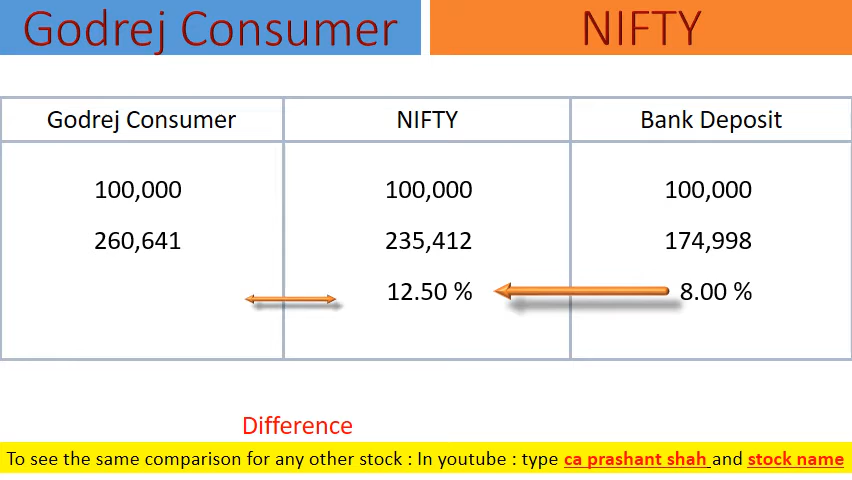 Godrej Consumer NIFTY
Godrej Consumer NIFTY Bank Deposit
100,000 100,000 100,000
260,641 235,412 174,998
12.50 % 8.00 %
Difference
To see the same comparison for any other stock : In youtube : type ca prashant shah and stock name